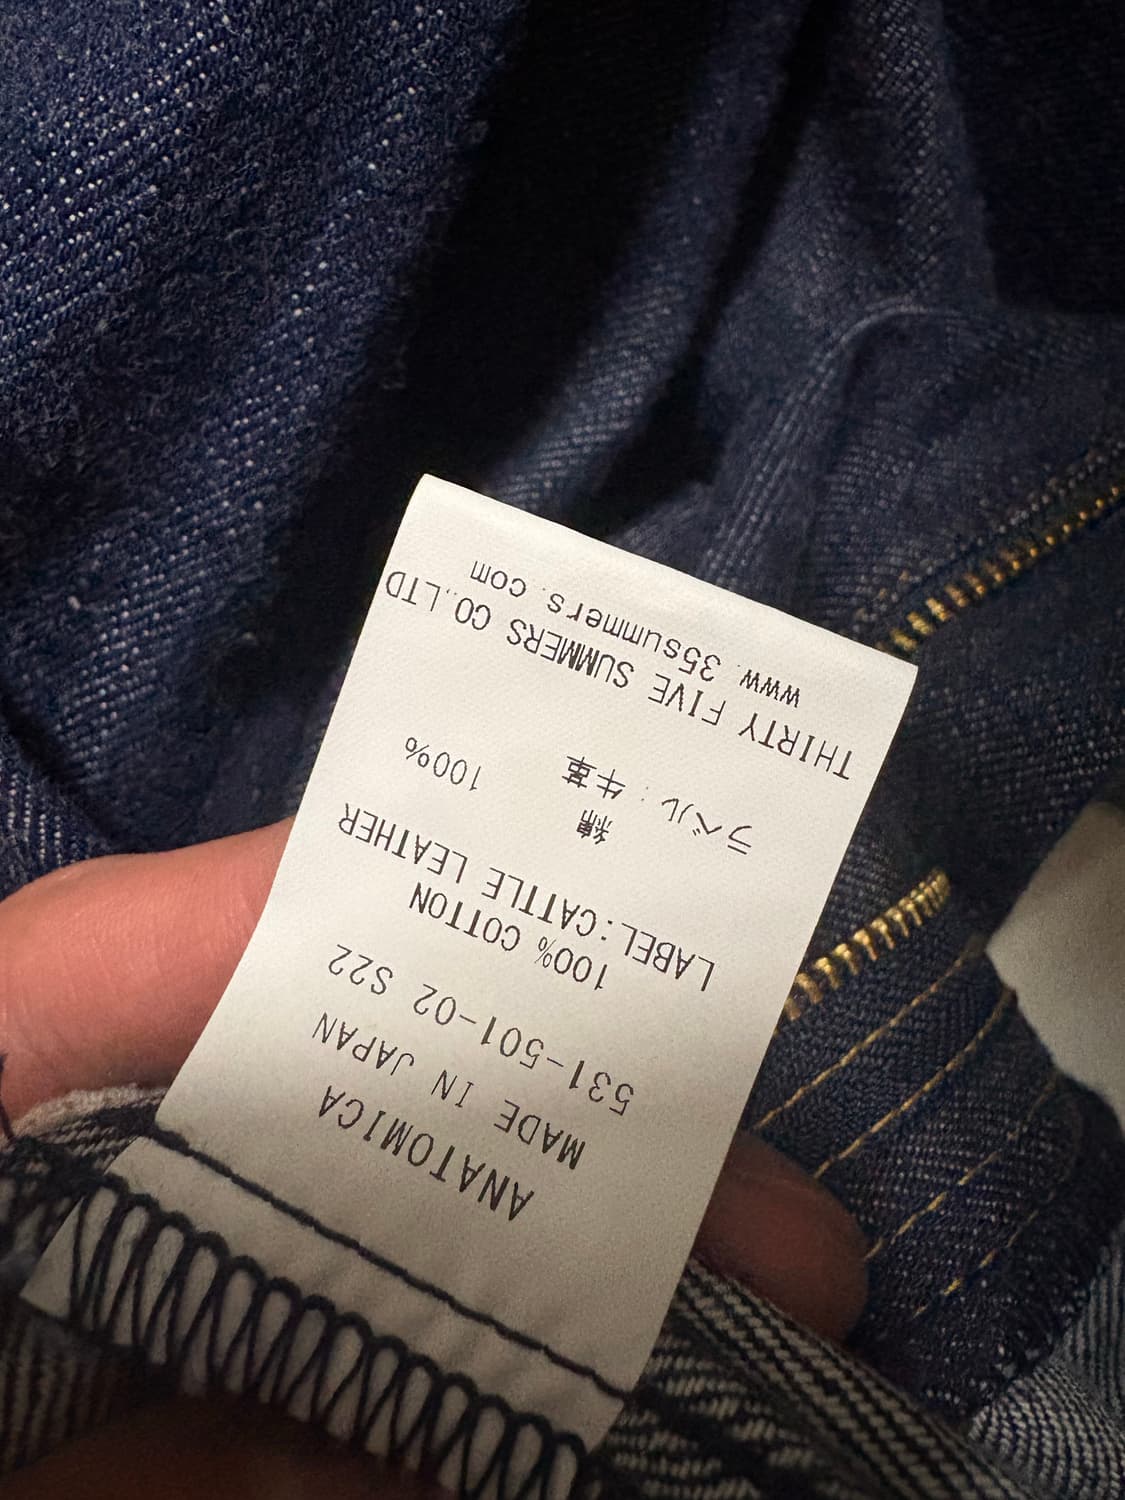 ANATOMICA
MADE IN JAPAN
531-501-02 S22
100% COTTON
LABEL:CATTLE LEATHER
綿 100%
ラベル:牛革
THIRTY FIVE SUMMERS CO.,LTD
www.35summers.com